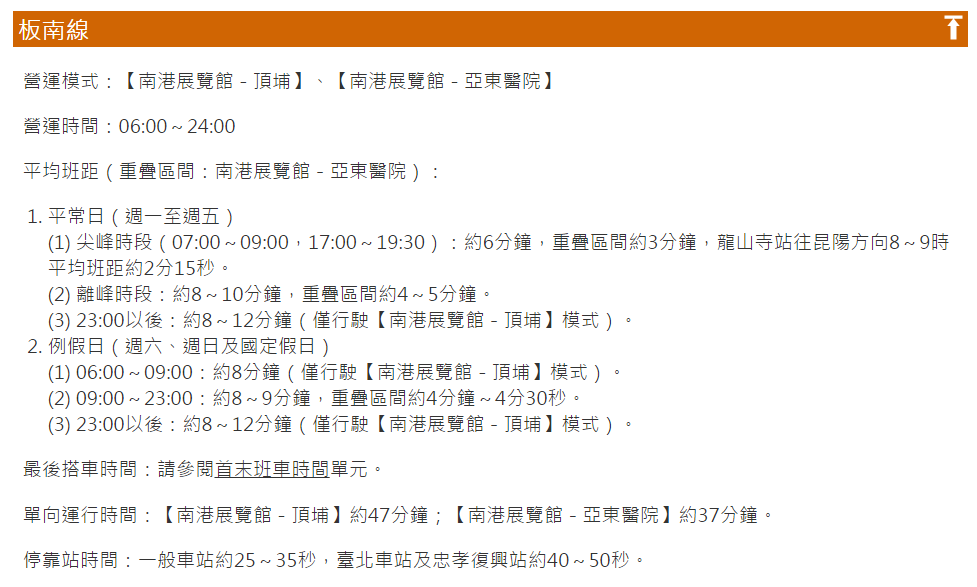 板南線
營運模式：【南港展覽館 - 頂埔】、【南港展覽館 - 亞東醫院】
營運時間：06:00～24:00
平均班距（重疊區間：南港展覽館 - 亞東醫院）：
1. 平常日（週一至週五）
(1) 尖峰時段（07:00～09:00，17:00～19:30）：約6分鐘，重疊區間約3分鐘，龍山寺站往昆陽方向8～9時
平均班距約2分15秒。
(2) 離峰時段：約8～10分鐘，重疊區間約4～5分鐘。
(3) 23:00以後：約8～12分鐘（僅行駛【南港展覽館 - 頂埔】模式）。
2. 例假日（週六、週日及國定假日）
(1) 06:00～09:00：約8分鐘（僅行駛【南港展覽館 - 頂埔】模式）。
(2) 09:00～23:00：約8～9分鐘，重疊區間約4分鐘～4分30秒。
(3) 23:00以後：約8～12分鐘（僅行駛【南港展覽館 - 頂埔】模式）。
最後搭車時間：請參閱首末班車時間單元。
單向運行時間：【南港展覽館 - 頂埔】約47分鐘；【南港展覽館 - 亞東醫院】約37分鐘。
停靠站時間：一般車站約25～35秒，臺北車站及忠孝復興站約40～50秒。